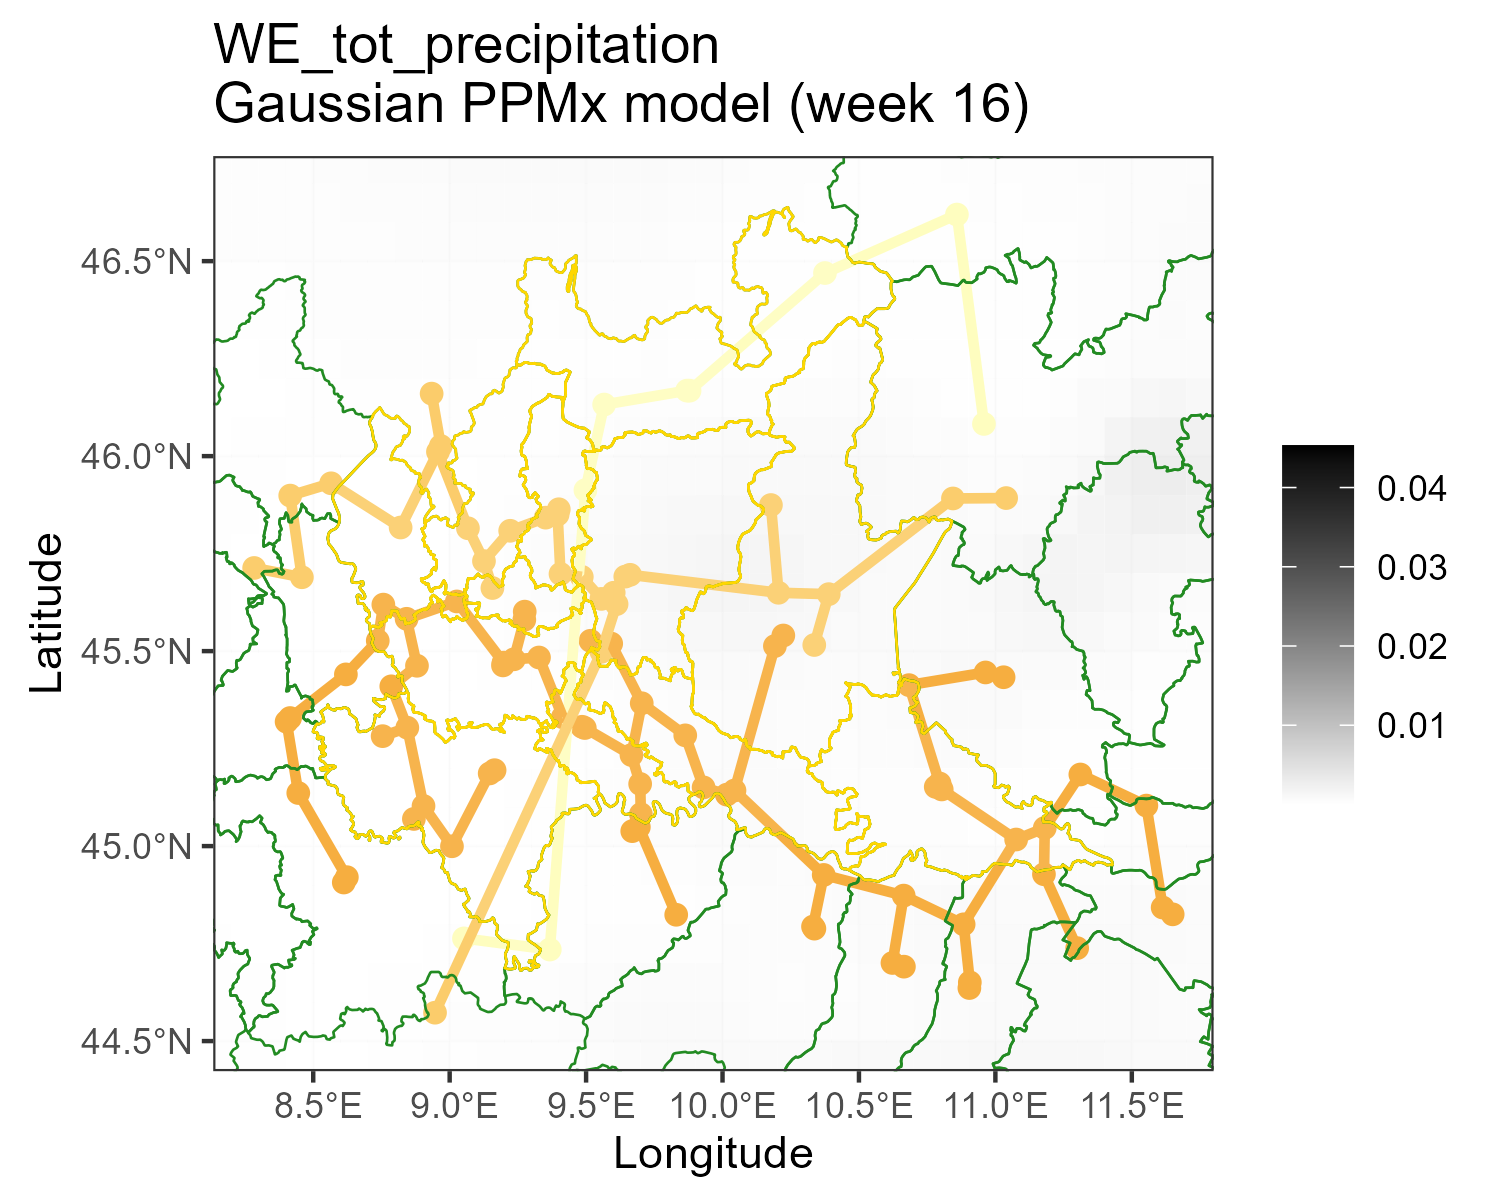 WE_tot_precipitation
Gaussian PPMx model (week 16)
46.5°N
46.0°N
45.5°N
45.0°N
44.5°N
Latitude
8.5°E
9.0°E
9.5°E
10.0°E
10.5°E
11.0°E
11.5°E
Longitude
0.04
0.03
0.02
0.01